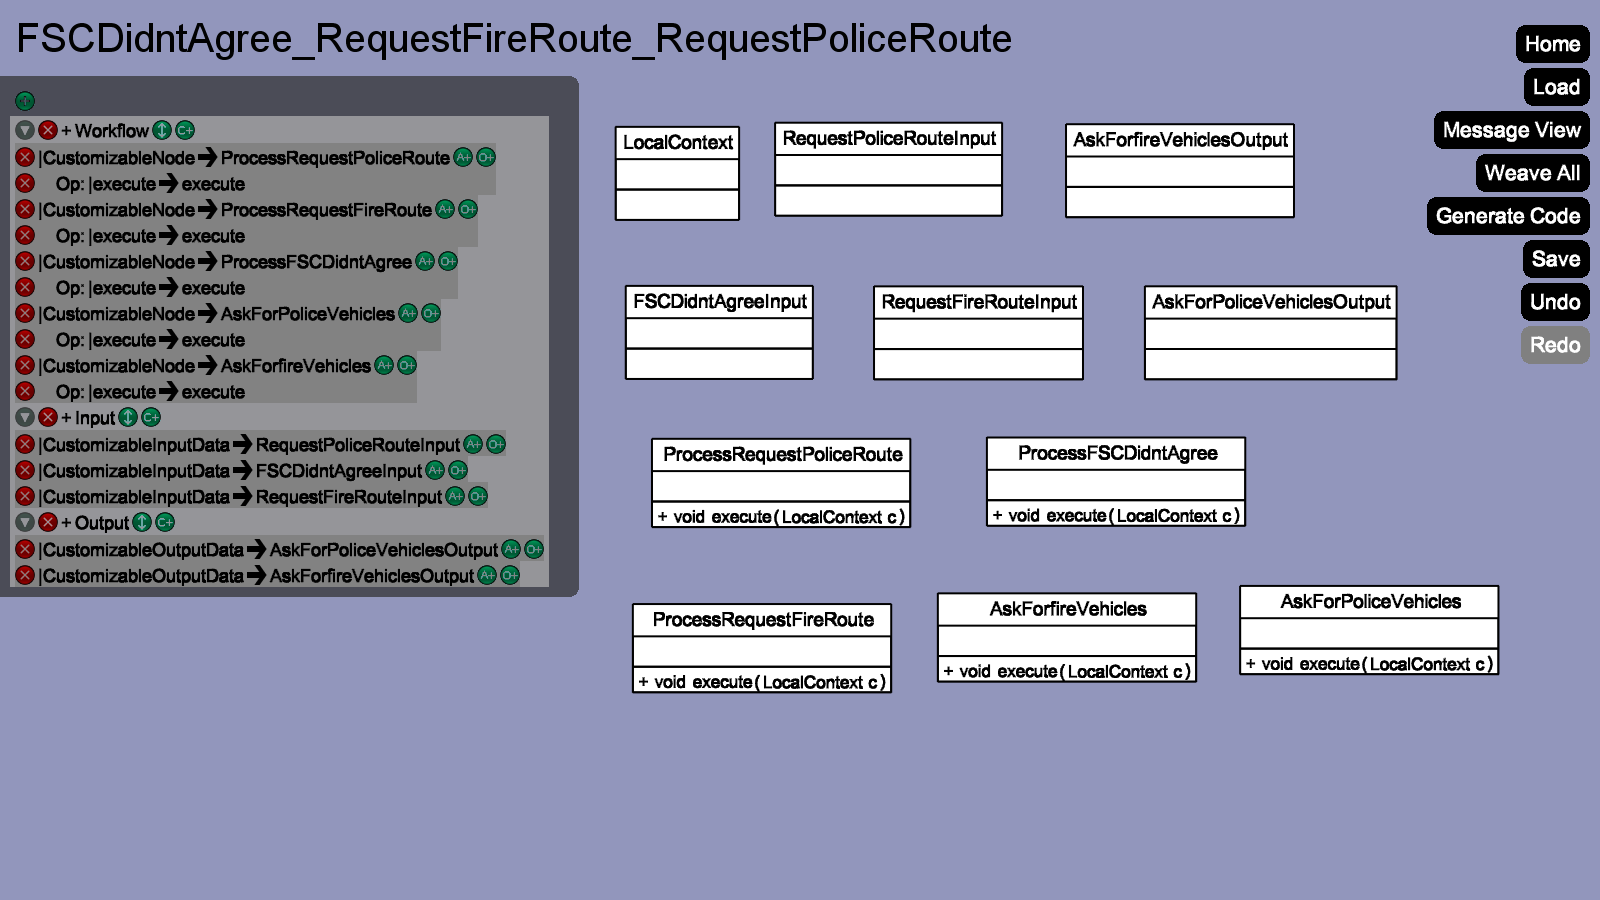 FSCDidntAgree_RequestFireRoute_RequestPoliceRoute
+ Workflow C+
|CustomizableNode → ProcessRequestPoliceRoute A+ O+
Op: |execute → execute
|CustomizableNode → ProcessRequestFireRoute A+ O+
Op: |execute → execute
|CustomizableNode → ProcessFSCDidntAgree A+ O+
Op: |execute → execute
|CustomizableNode → AskForPoliceVehicles A+ O+
Op: |execute → execute
|CustomizableNode → AskForfireVehicles A+ O+
Op: |execute → execute
+ Input C+
|CustomizableInputData → RequestPoliceRouteInput A+ O+
|CustomizableInputData → FSCDidntAgreeInput A+ O+
|CustomizableInputData → RequestFireRouteInput A+ O+
+ Output C+
|CustomizableOutputData → AskForPoliceVehiclesOutput A+ O+
|CustomizableOutputData → AskForfireVehiclesOutput A+ O+
LocalContext
RequestPoliceRouteInput
AskForfireVehiclesOutput
FSCDidntAgreeInput
RequestFireRouteInput
AskForPoliceVehiclesOutput
ProcessRequestPoliceRoute
+ void execute(LocalContext c)
ProcessFSCDidntAgree
+ void execute(LocalContext c)
ProcessRequestFireRoute
+ void execute(LocalContext c)
AskForfireVehicles
+ void execute(LocalContext c)
AskForPoliceVehicles
+ void execute(LocalContext c)
Home
Load
Message View
Weave All
Generate Code
Save
Undo
Redo